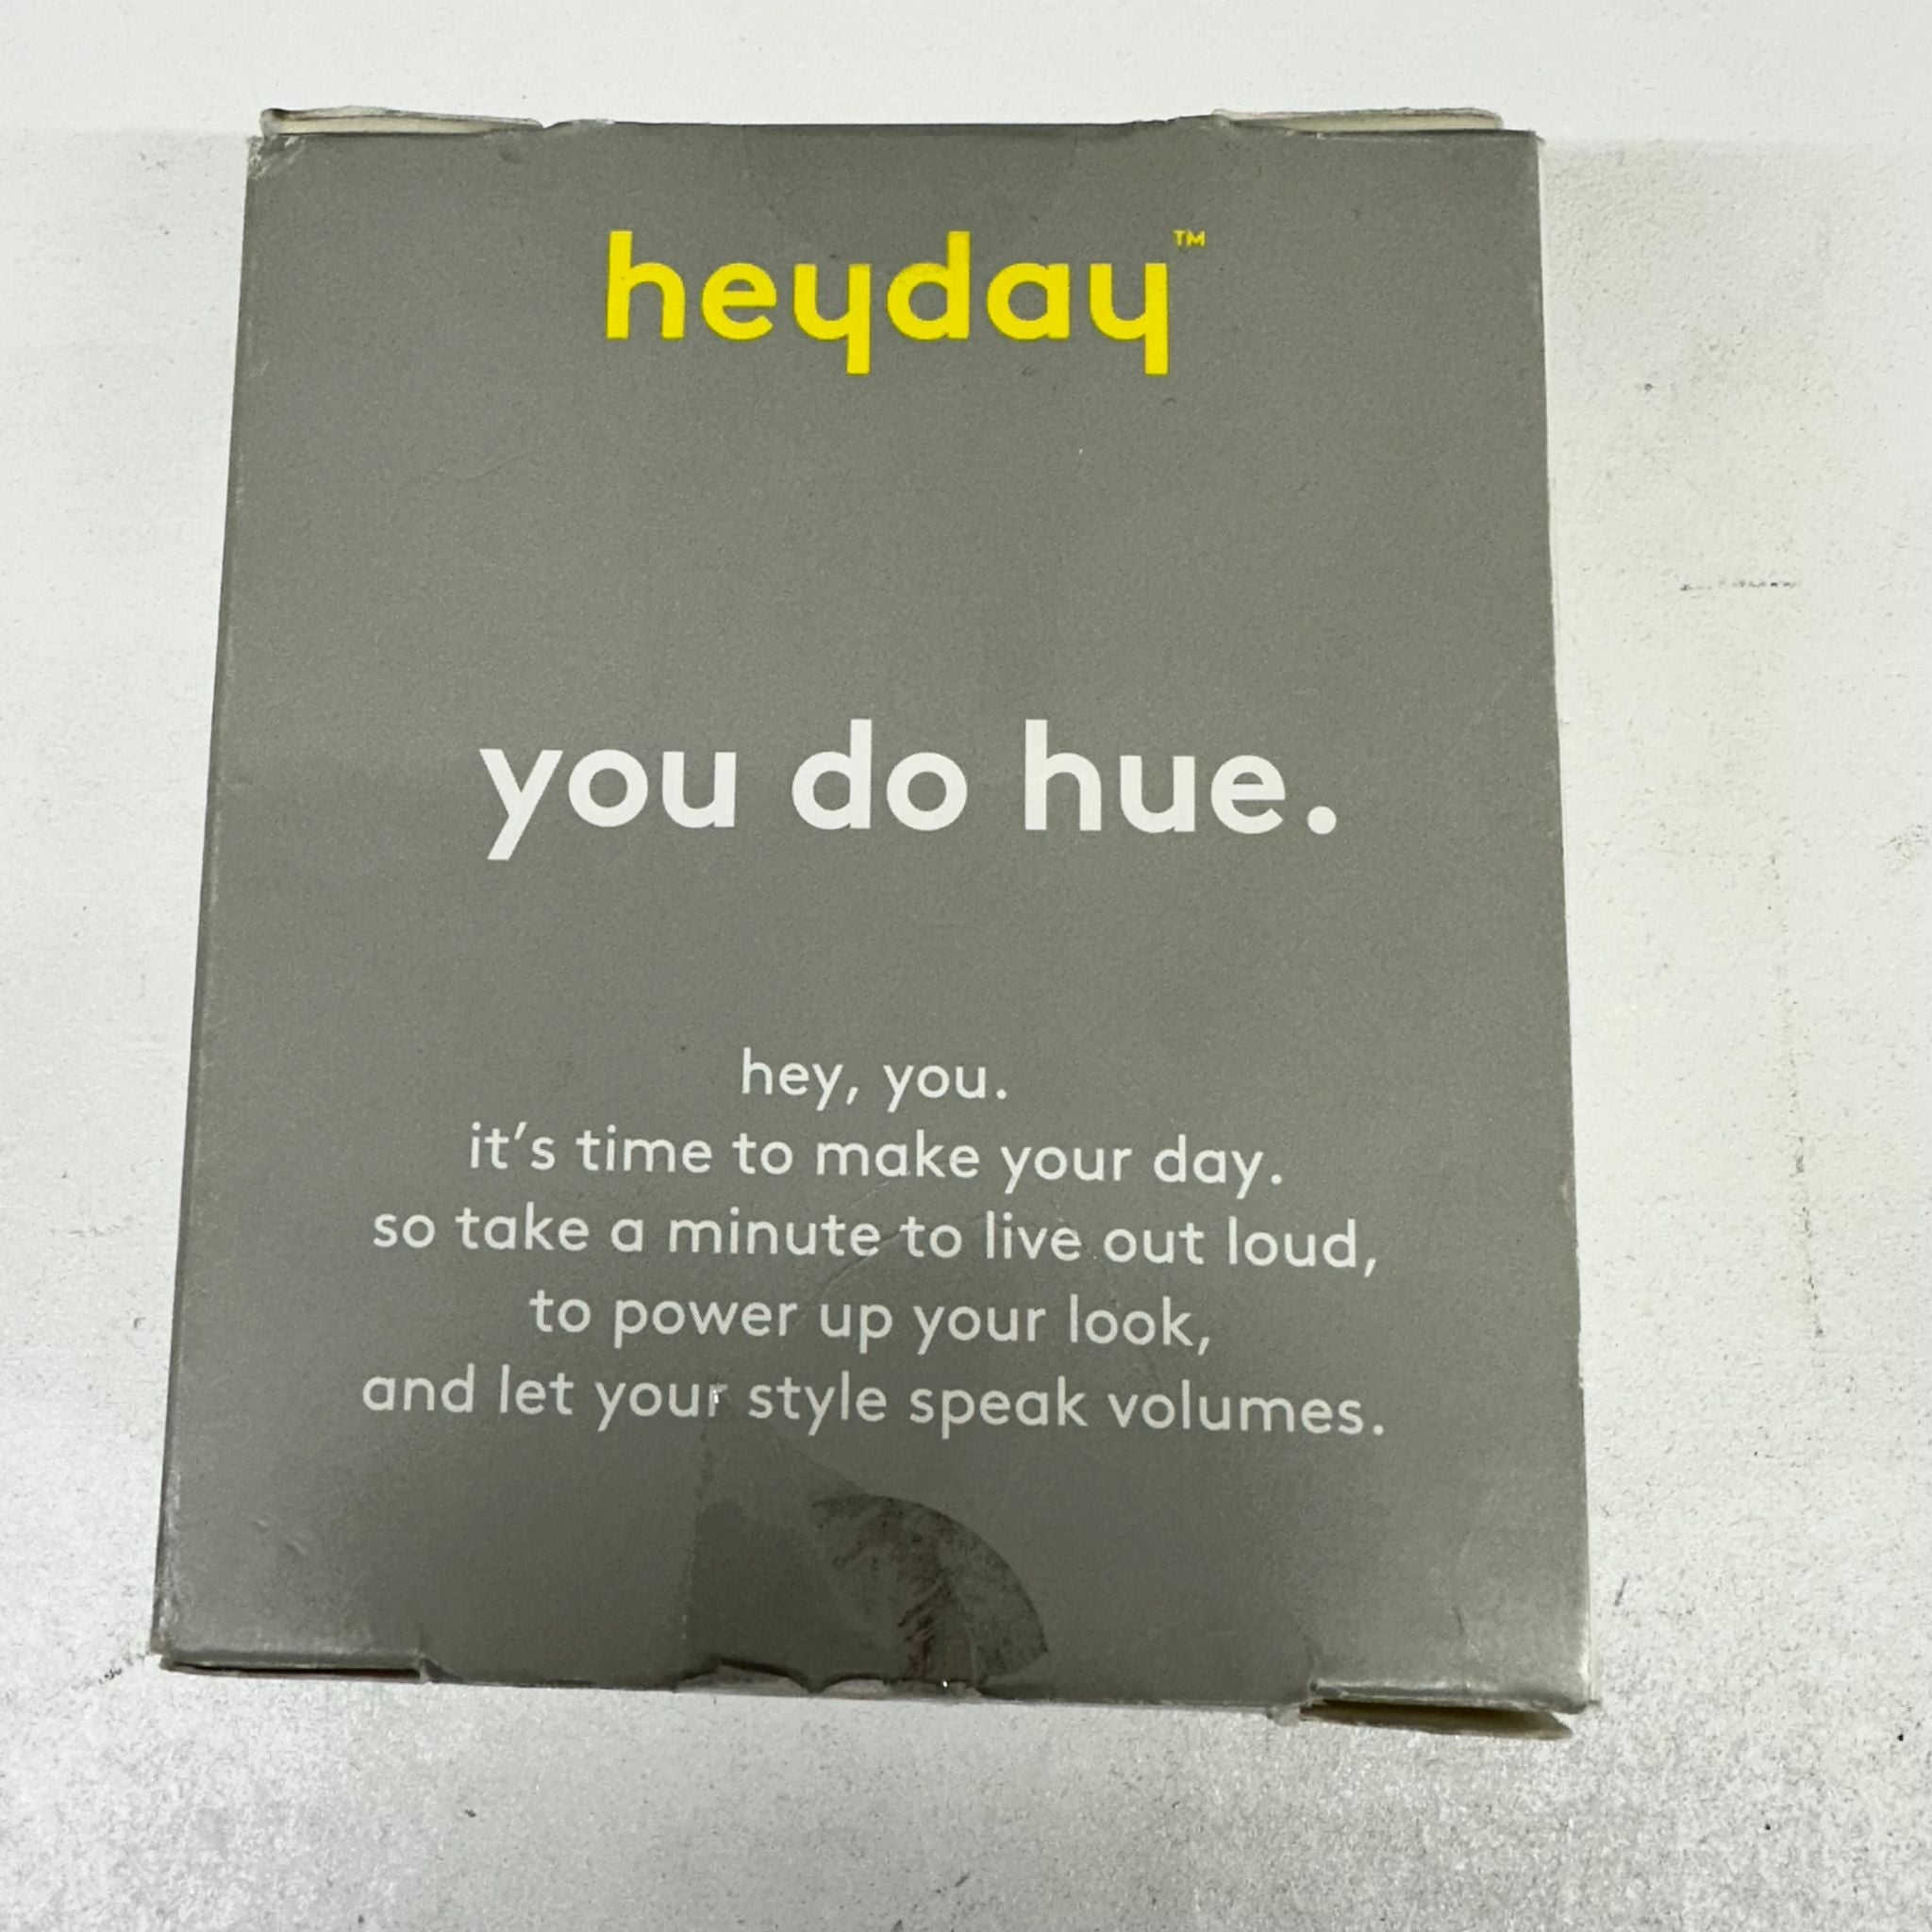 heyday™
you do hue.
hey, you.
it's time to make your day.
so take a minute to live out loud,
to power up your look,
and let your style speak volumes.